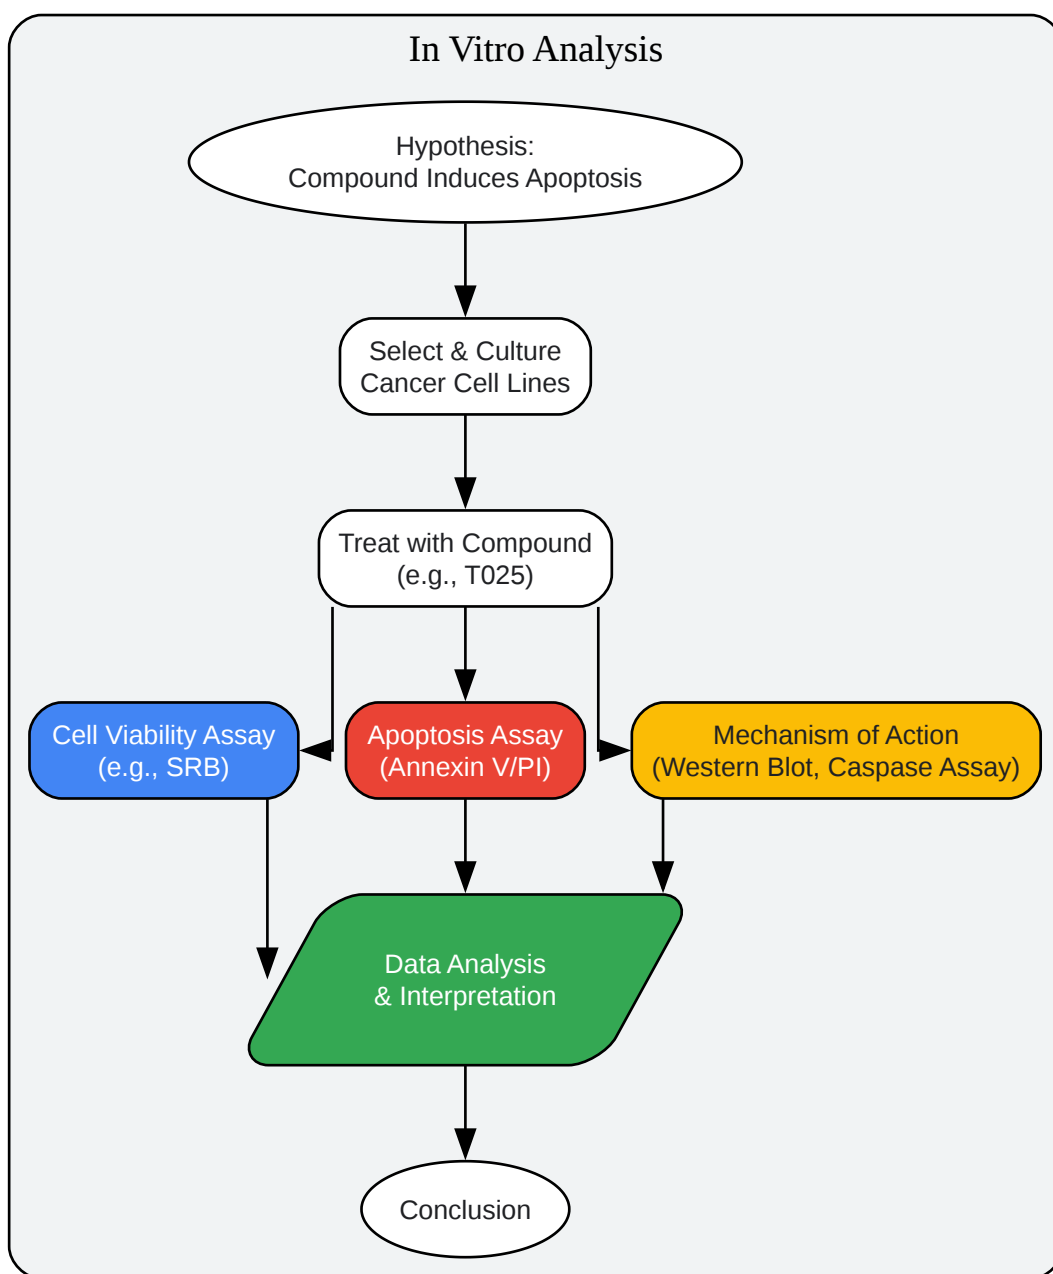 In Vitro Analysis
Hypothesis:
Compound Induces Apoptosis
Select & Culture
Cancer Cell Lines
Treat with Compound
(e.g., T025)
Cell Viability Assay
(e.g., SRB)
Apoptosis Assay
(Annexin V/PI)
Mechanism of Action
(Western Blot, Caspase Assay)
Data Analysis
& Interpretation
Conclusion